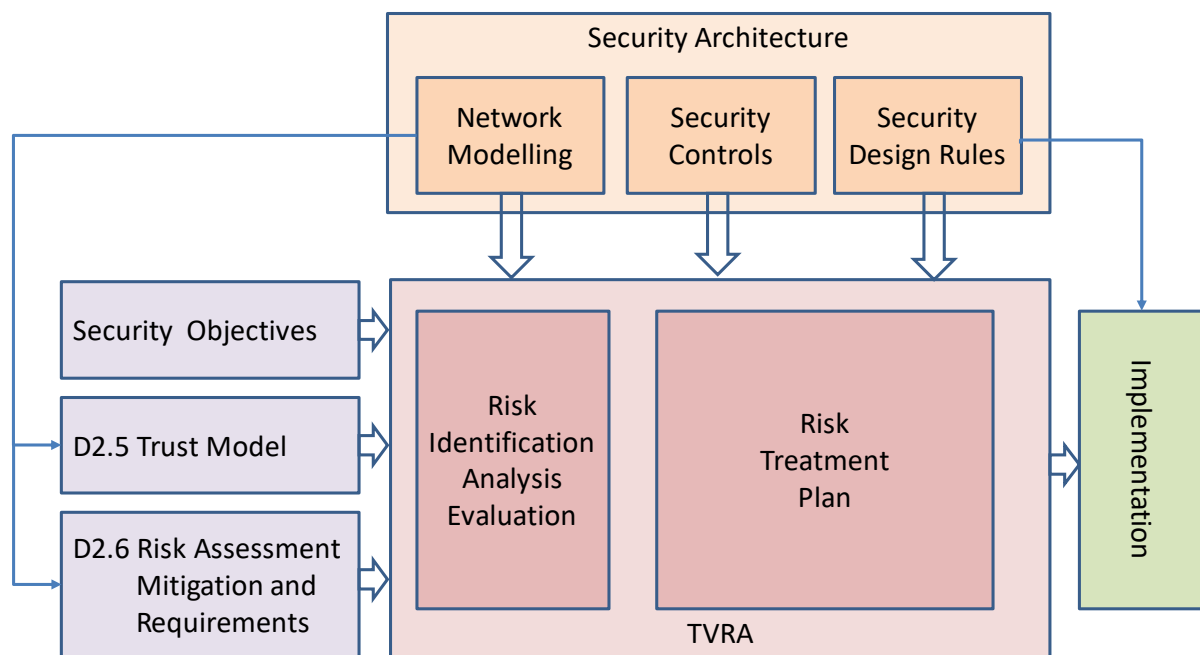 Security Architecture
Network
Modelling
Security
Controls
Security
Design Rules
Security Objectives
D2.5 Trust Model
D2.6 Risk Assessment
Mitigation and
Requirements
Risk
Identification
Analysis
Evaluation
Risk
Treatment
Plan
TVRA
Implementation